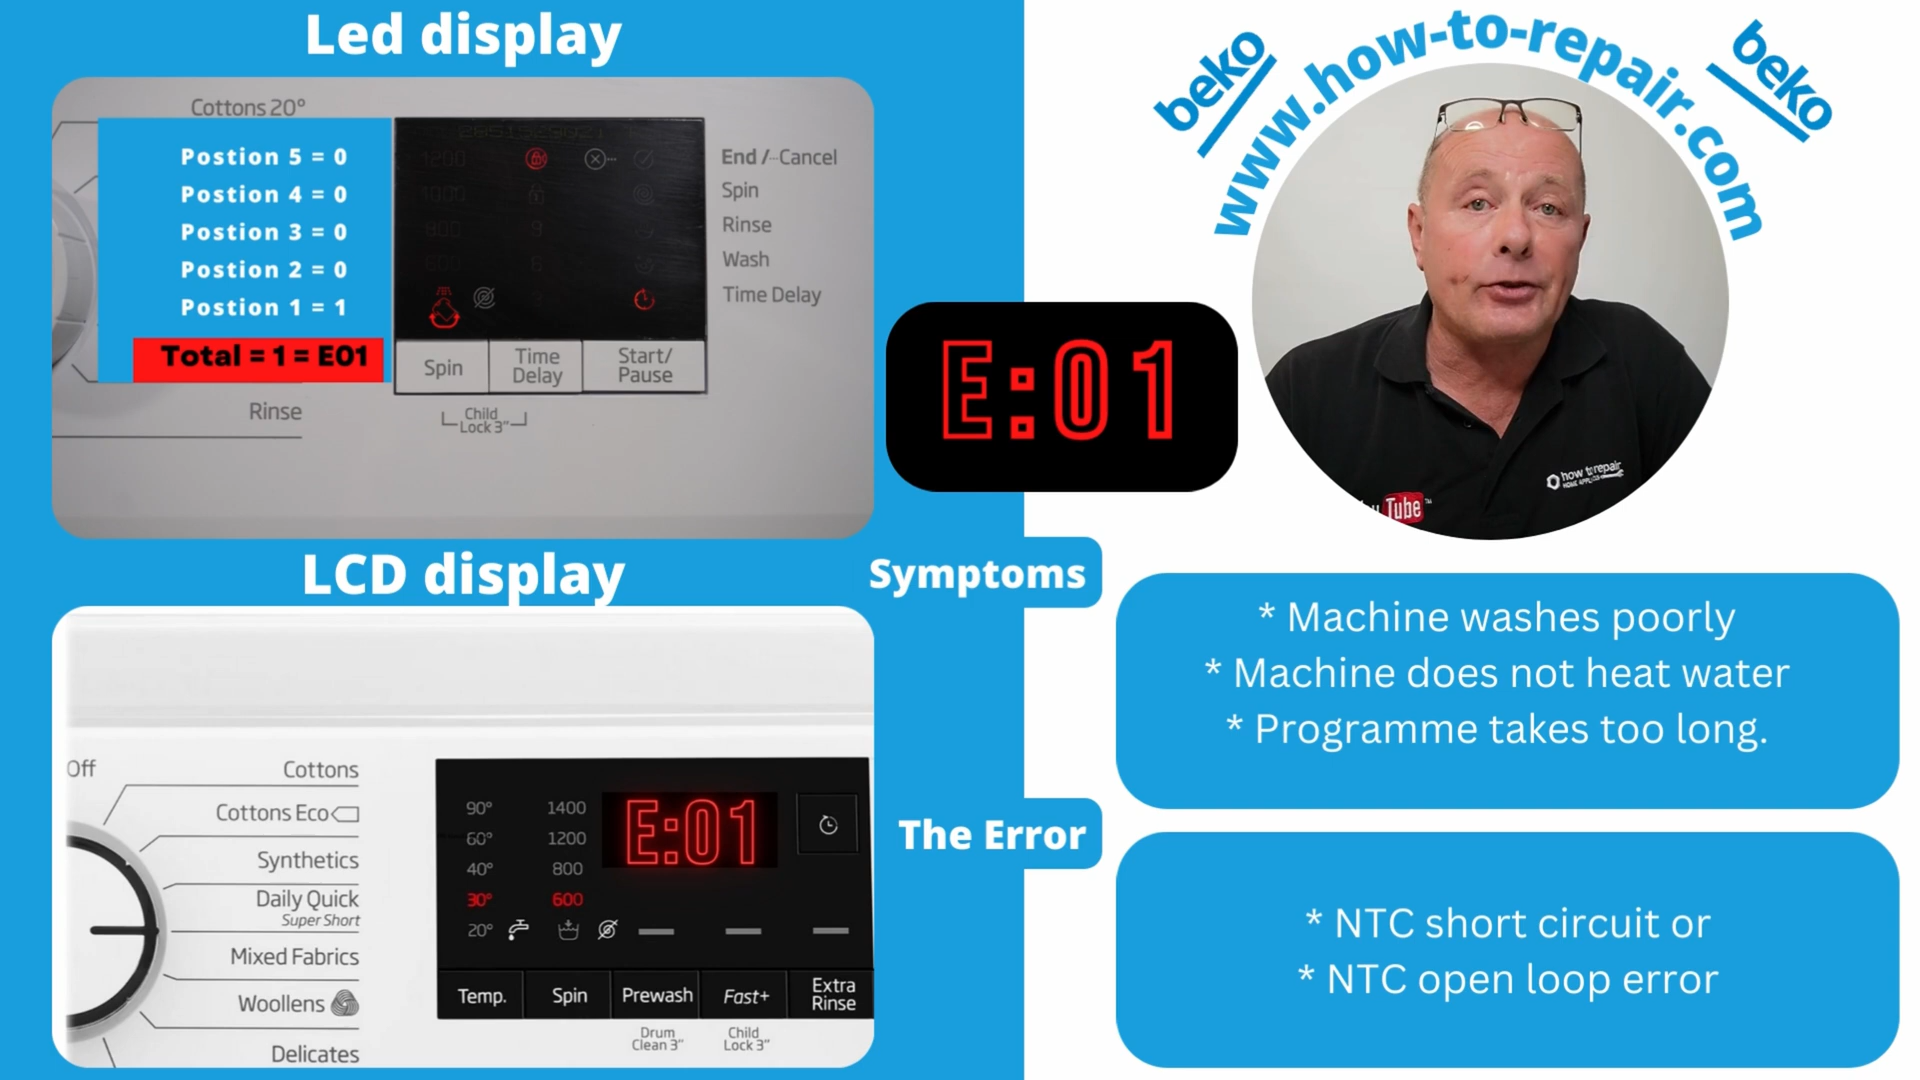 Led display
Cottons 20°
Postion 5 = 0
Postion 4 = 0
Postion 3 = 0
Postion 2 = 0
Postion 1 = 1
Total = 1 = E01
Rinse
1200
1000
800
600
End / Cancel
Spin
Rinse
Wash
Time Delay
Spin
Time
Delay
Start/
Pause
Child
Lock 3"
beko
www.how-to-repair.com
beko
how to repair
Tube
E:01
LCD display
Off
Cottons
Cottons Eco
Synthetics
Daily Quick
Super Short
Mixed Fabrics
Woollens
Delicates
90° 1400
60° 1200
40° 800
30° 600
20°
E:01
Temp.
Spin
Prewash
Fast+
Extra
Rinse
Drum
Clean 3"
Child
Lock 3"
Symptoms
* Machine washes poorly
* Machine does not heat water
* Programme takes too long.
The Error
* NTC short circuit or
* NTC open loop error